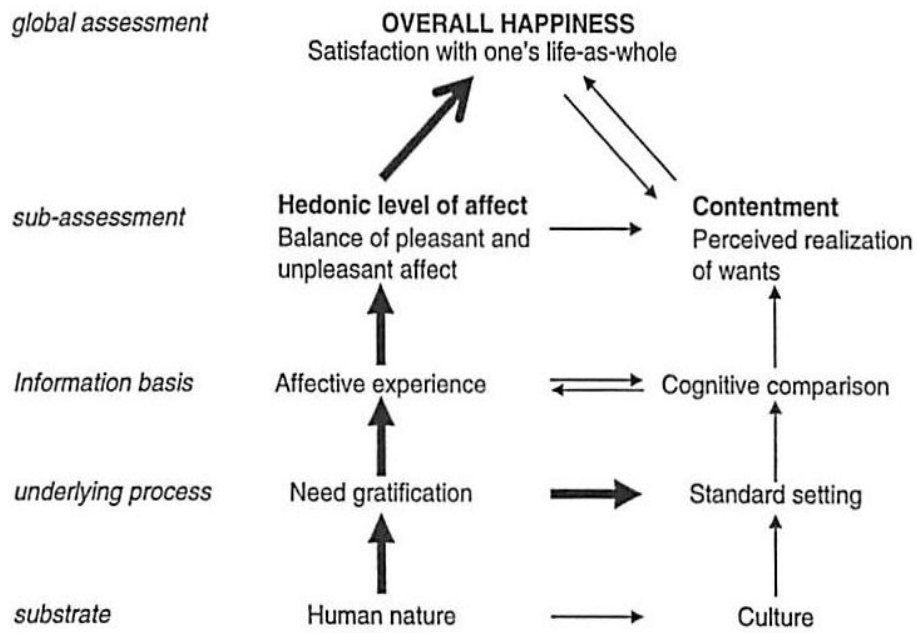 global assessment
OVERALL HAPPINESS
Satisfaction with one's life-as-whole
sub-assessment
Hedonic level of affect
Balance of pleasant and
unpleasant affect
Contentment
Perceived realization
of wants
Information basis
Affective experience
Cognitive comparison
underlying process
Need gratification
Standard setting
substrate
Human nature
Culture